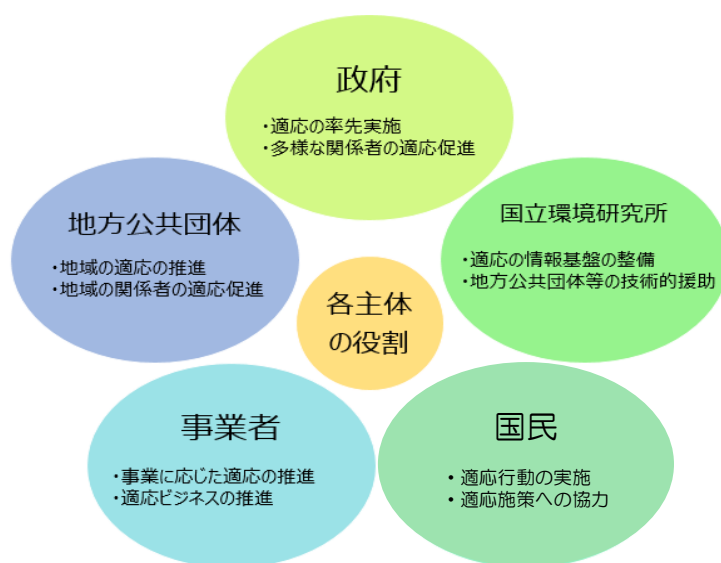 政府
・適応の率先実施
・多様な関係者の適応促進
地方公共団体
・地域の適応の推進
・地域の関係者の適応促進
国立環境研究所
・適応の情報基盤の整備
・地方公共団体等の技術的援助
各主体
の役割
事業者
・事業に応じた適応の推進
・適応ビジネスの推進
国民
• 適応行動の実施
• 適応施策への協力